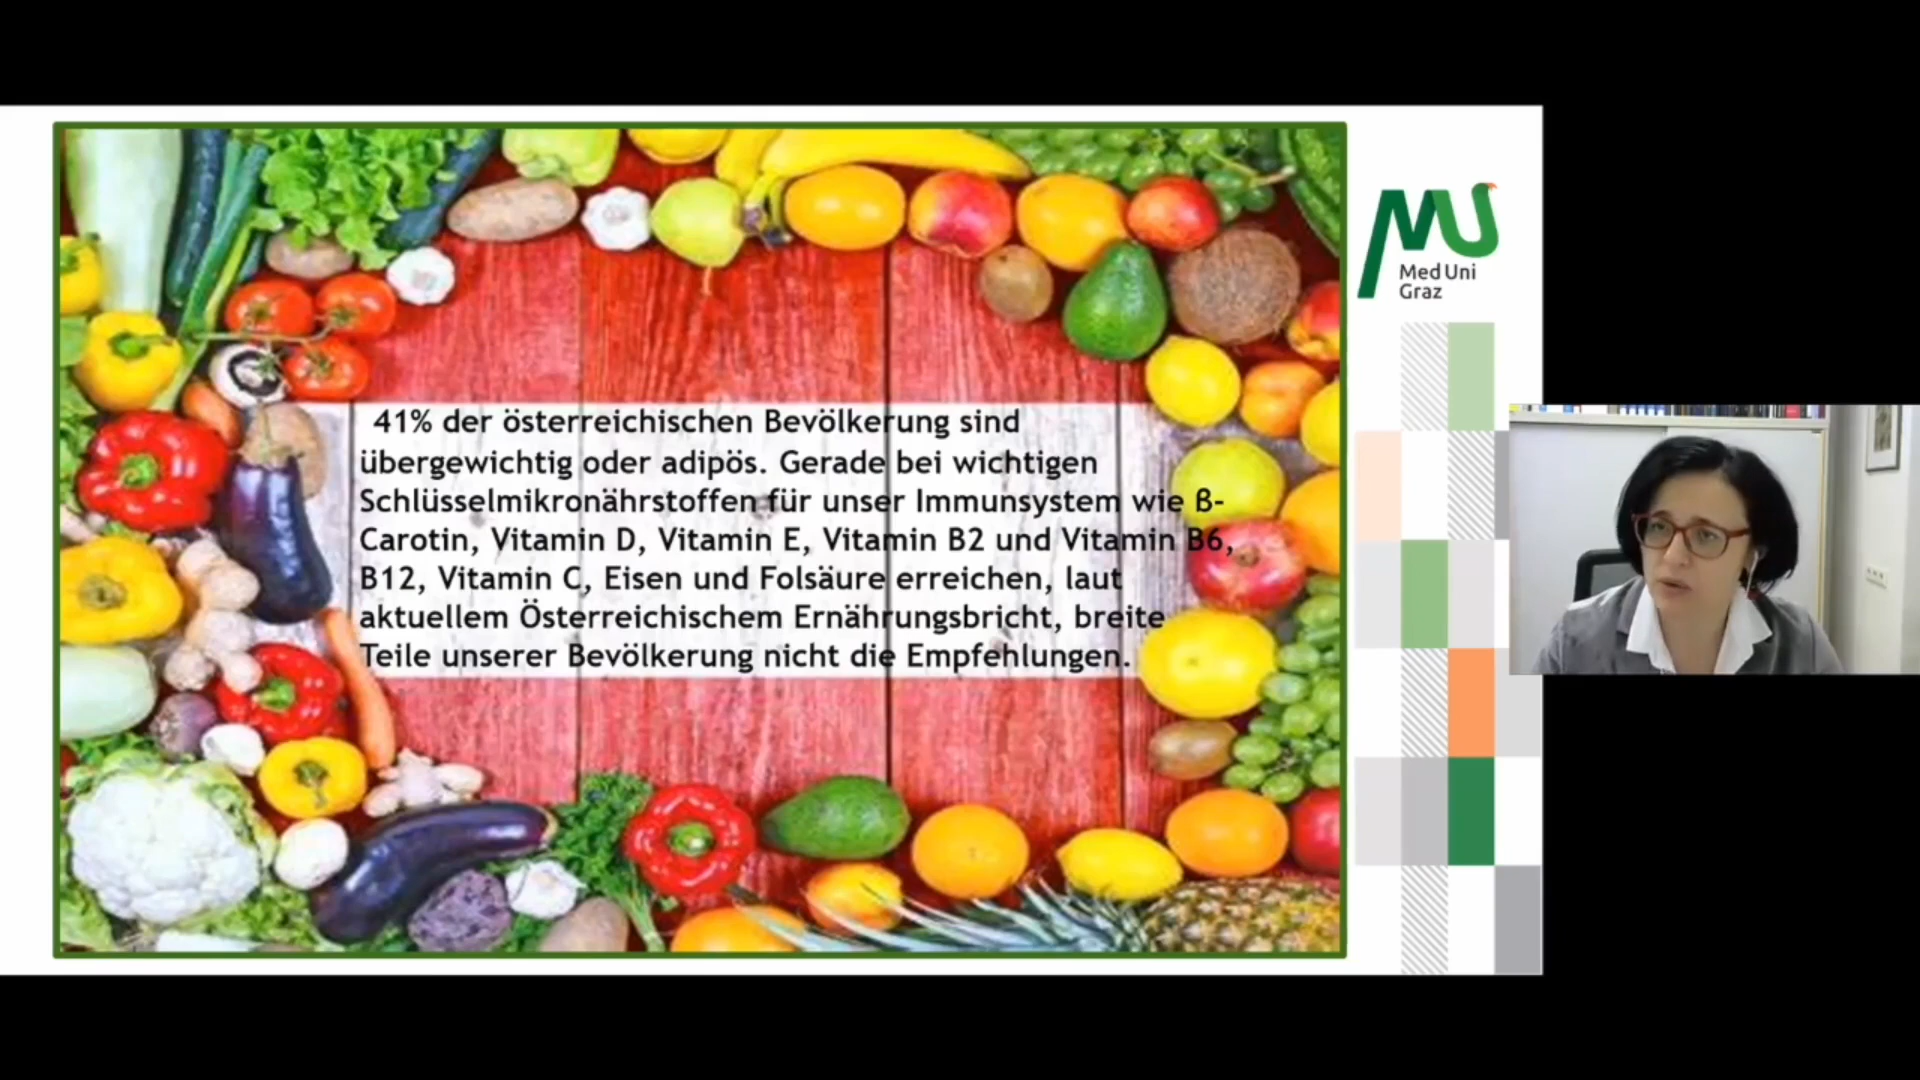 41% der österreichischen Bevölkerung sind
übergewichtig oder adipös. Gerade bei wichtigen
Schlüsselmikronährstoffen für unser Immunsystem wie ß-
Carotin, Vitamin D, Vitamin E, Vitamin B2 und Vitamin B6,
B12, Vitamin C, Eisen und Folsäure erreichen, laut
aktuellem Österreichischem Ernährungsbricht, breite
Teile unserer Bevölkerung nicht die Empfehlungen.
Med Uni
Graz